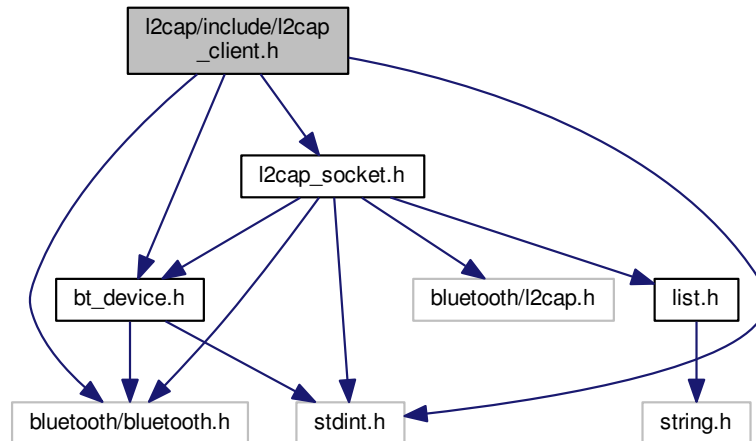 l2cap/include/l2cap
_client.h
l2cap_socket.h
bt_device.h
bluetooth/l2cap.h
list.h
bluetooth/bluetooth.h
stdint.h
string.h